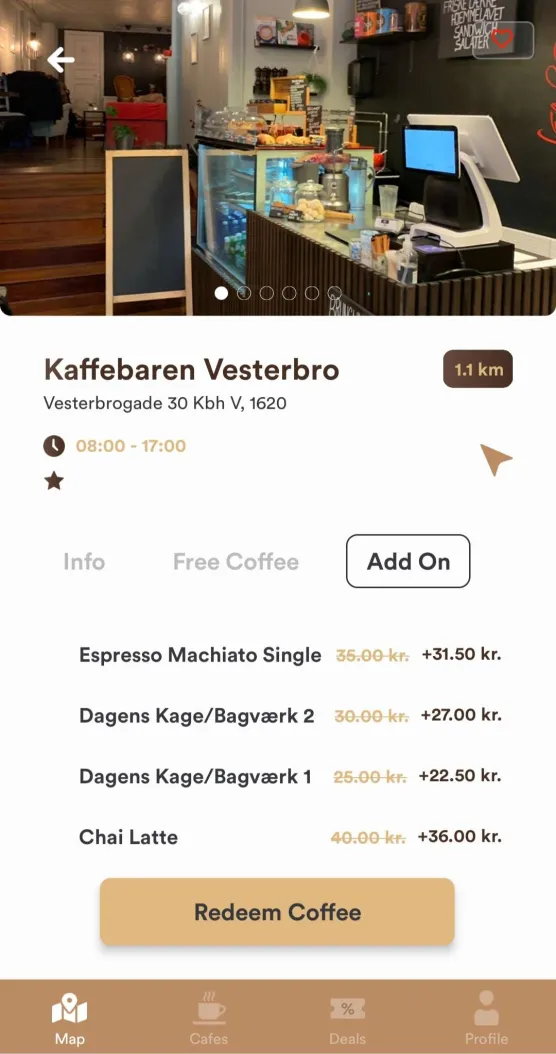 FRISKE LÆKRE
HJEMMELAVET
SANDWICH
SALATER
Kaffebaren Vesterbro
1.1 km
Vesterbrogade 30 Kbh V, 1620
08:00 - 17:00
Info Free Coffee Add On
Espresso Machiato Single 35.00 kr. +31.50 kr.
Dagens Kage/Bagværk 2 30.00 kr. +27.00 kr.
Dagens Kage/Bagværk 1 25.00 kr. +22.50 kr.
Chai Latte 40.00 kr. +36.00 kr.
Redeem Coffee
%
Map Cafes Deals Profile